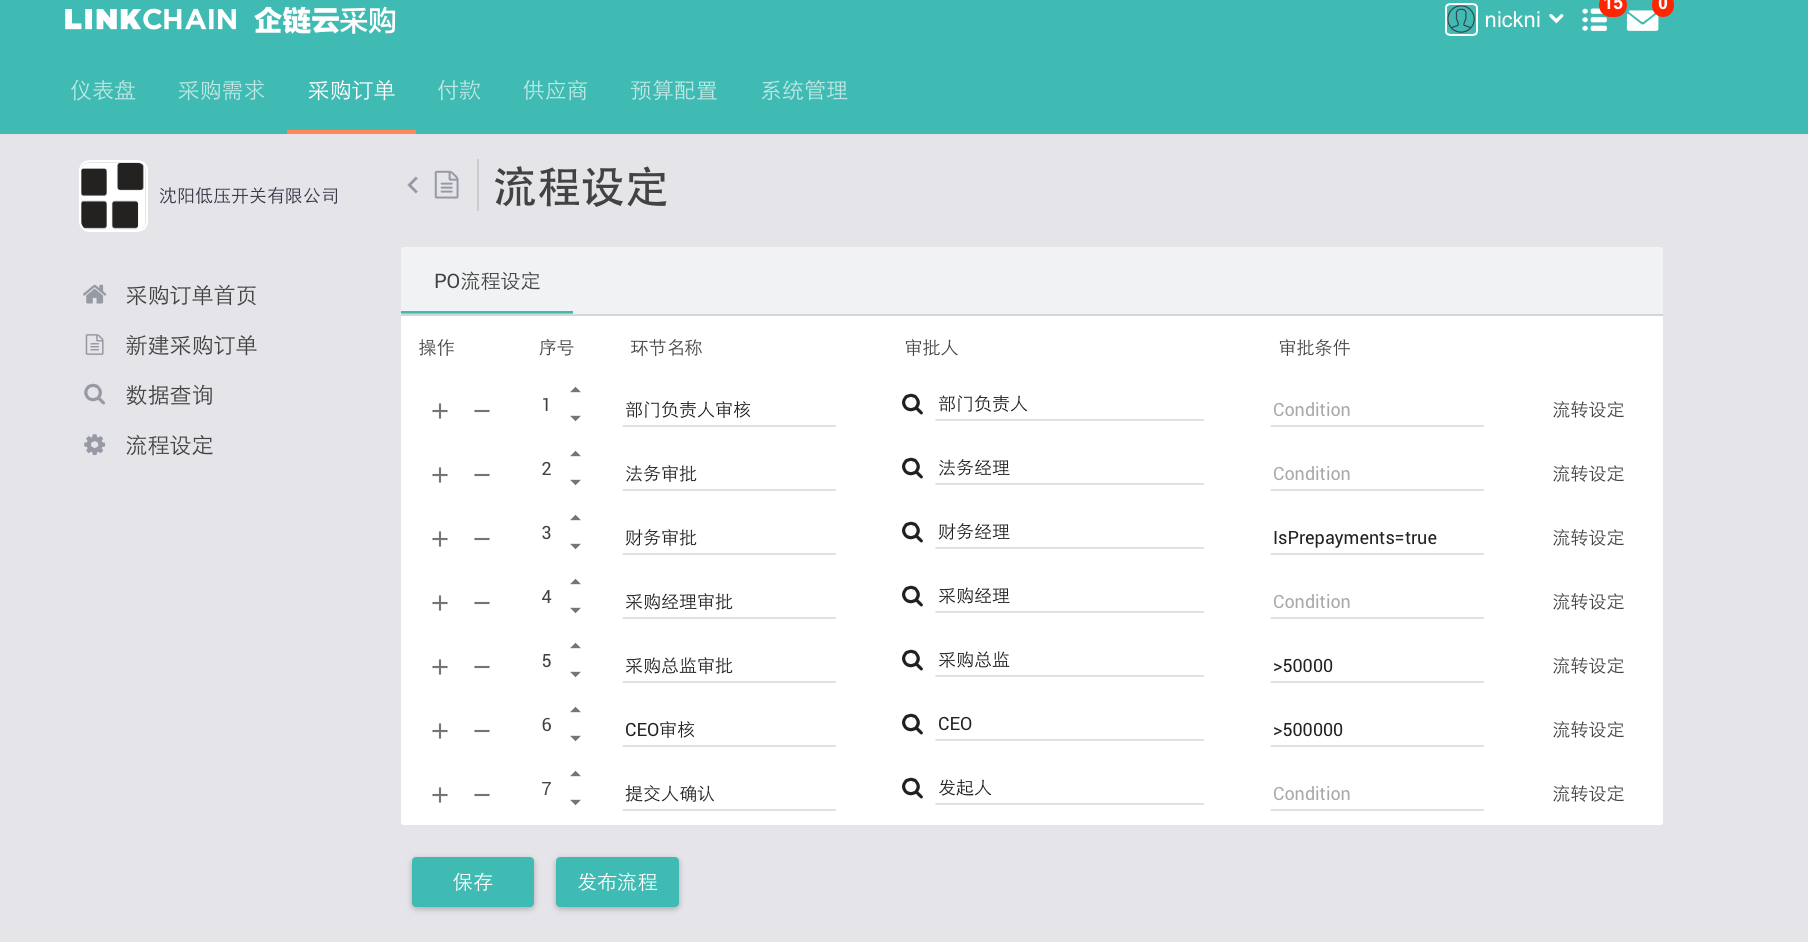 LINKCHAIN 企链云采购
nickni
15
0
仪表盘 采购需求 采购订单 付款 供应商 预算配置 系统管理
沈阳低压开关有限公司
流程设定
采购订单首页
新建采购订单
数据查询
流程设定
PO流程设定
操作 序号 环节名称 审批人 审批条件
1 部门负责人审核 部门负责人 Condition 流转设定
2 法务审批 法务经理 Condition 流转设定
3 财务审批 财务经理 IsPrepayments=true 流转设定
4 采购经理审批 采购经理 Condition 流转设定
5 采购总监审批 采购总监 >50000 流转设定
6 CEO审核 CEO >500000 流转设定
7 提交人确认 发起人 Condition 流转设定
保存 发布流程